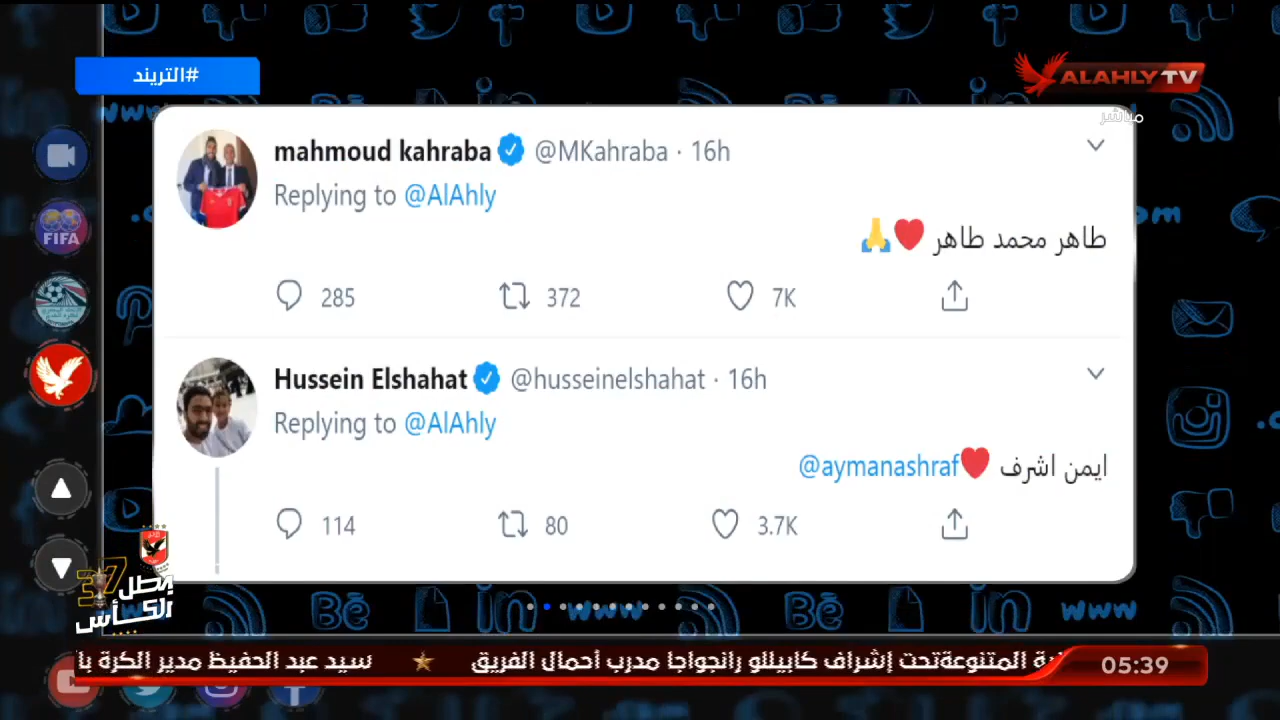 #التريند
ALAHLY TV
مباشر
mahmoud kahraba @MKahraba · 16h
Replying to @AlAhly
طاهر محمد طاهر ❤️🙏
285 372 7K
Hussein Elshahat @husseinelshahat · 16h
Replying to @AlAhly
ايمن اشرف ❤️@aymanashraf
114 80 3.7K
FIFA
37
بطل الكأس
ية المتنوعةتحت إشراف كابيللو رانجواجا مدرب أحمال الفريق ★ سيد عبد الحفيظ مدير الكرة با
05:39